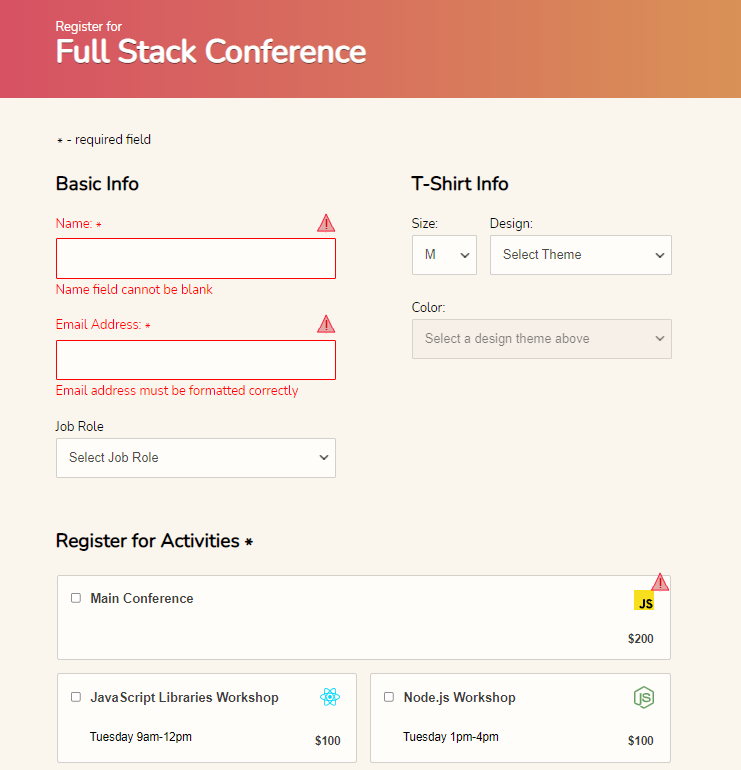 Register for
Full Stack Conference
* - required field
Basic Info
Name: *
Name field cannot be blank
Email Address: *
Email address must be formatted correctly
Job Role
Select Job Role
T-Shirt Info
Size:
Design:
M
Select Theme
Color:
Select a design theme above
Register for Activities *
Main Conference
JS
$200
JavaScript Libraries Workshop
Tuesday 9am-12pm
$100
Node.js Workshop
JS
Tuesday 1pm-4pm
$100